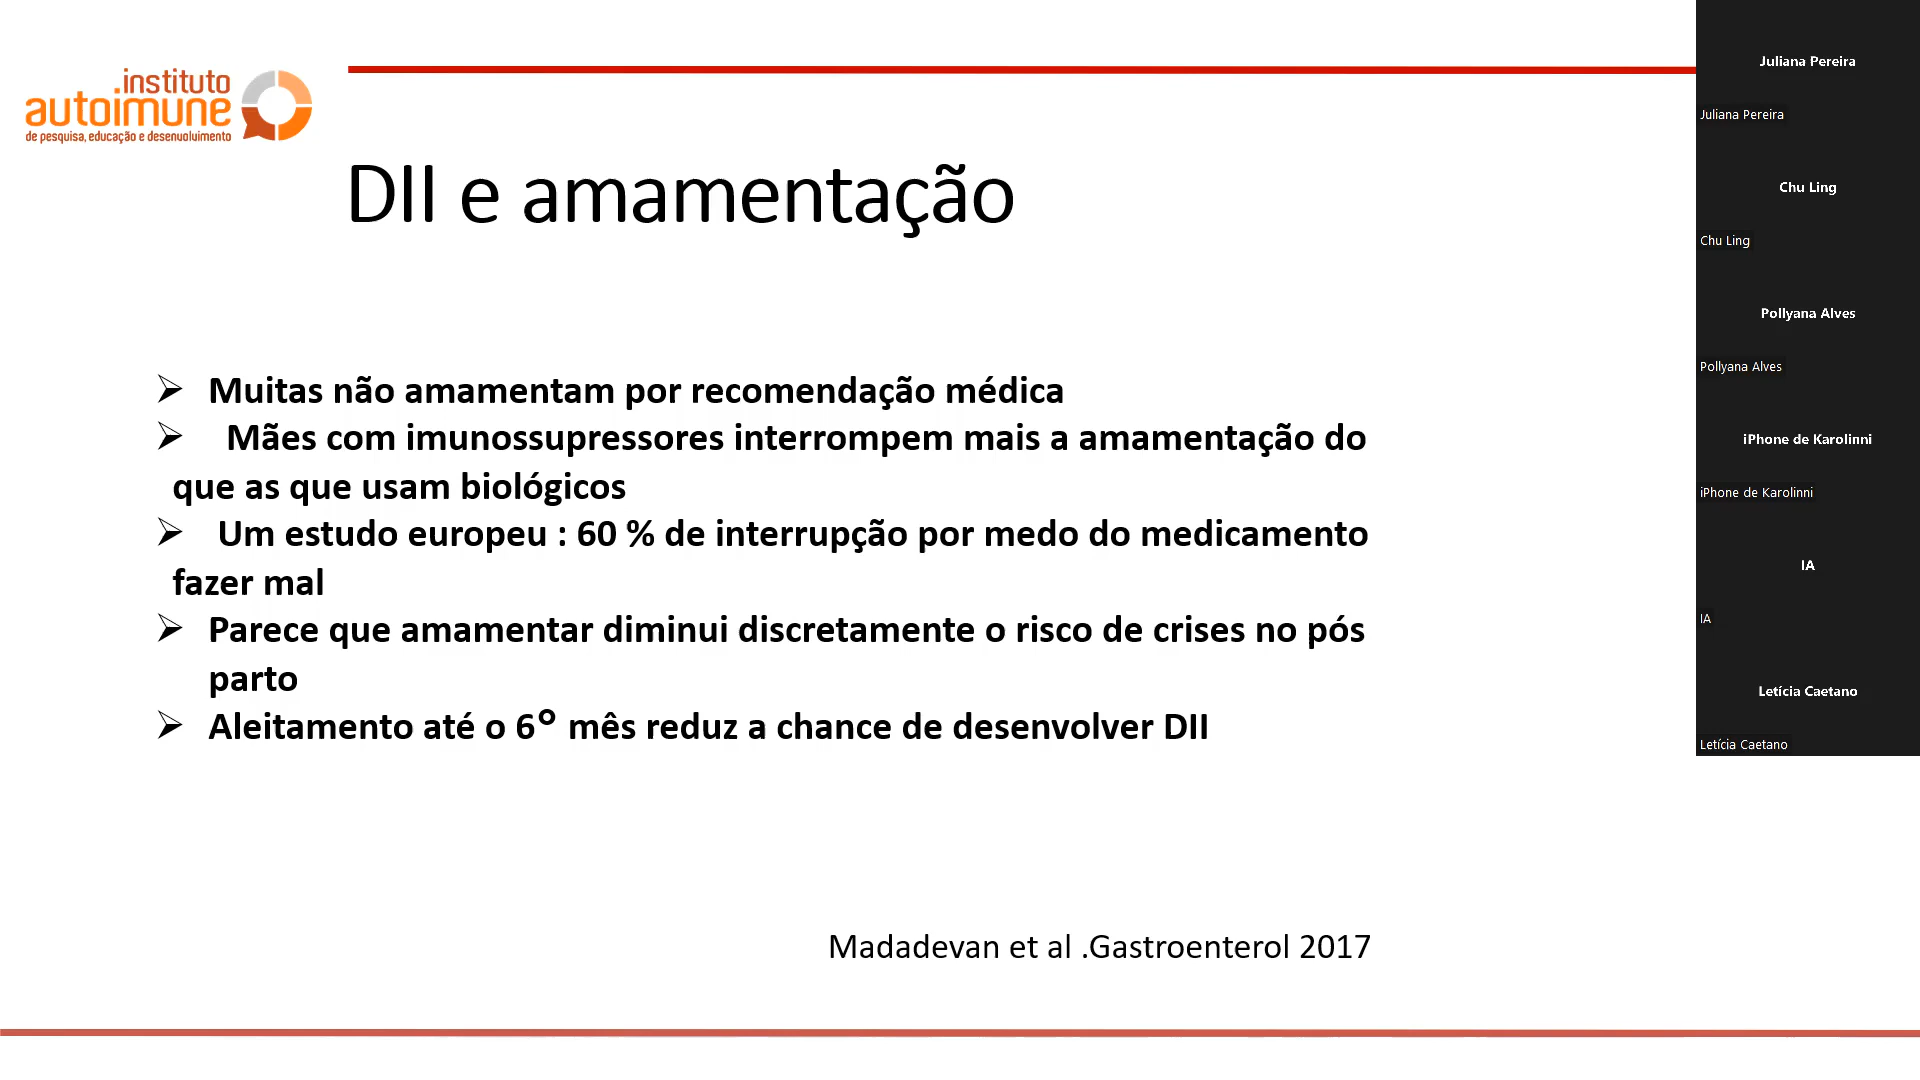 instituto
autoimune
de pesquisa, educação e desenvolvimento
DII e amamentação
➢ Muitas não amamentam por recomendação médica
➢ Mães com imunossupressores interrompem mais a amamentação do
que as que usam biológicos
➢ Um estudo europeu : 60 % de interrupção por medo do medicamento
fazer mal
➢ Parece que amamentar diminui discretamente o risco de crises no pós
parto
➢ Aleitamento até o 6° mês reduz a chance de desenvolver DII
Madadevan et al .Gastroenterol 2017
Juliana Pereira
Juliana Pereira
Chu Ling
Chu Ling
Pollyana Alves
Pollyana Alves
iPhone de Karolinni
iPhone de Karolinni
IA
IA
Letícia Caetano
Letícia Caetano